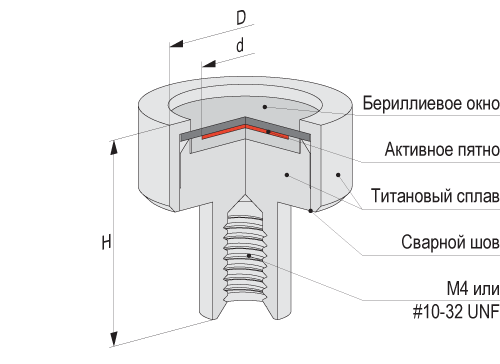 D
d
Бериллиевое окно
Активное пятно
Титановый сплав
H
Сварной шов
M4 или
#10-32 UNF